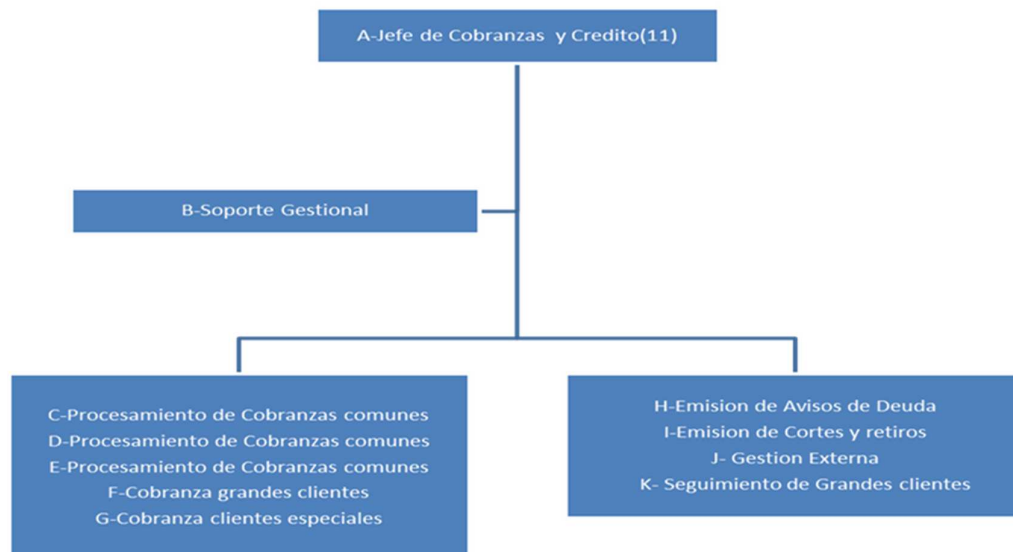 A-Jefe de Cobranzas y Credito(11)
B-Soporte Gestional
C-Procesamiento de Cobranzas comunes
D-Procesamiento de Cobranzas comunes
E-Procesamiento de Cobranzas comunes
F-Cobranza grandes clientes
G-Cobranza clientes especiales
H-Emision de Avisos de Deuda
I-Emision de Cortes y retiros
J- Gestion Externa
K- Seguimiento de Grandes clientes